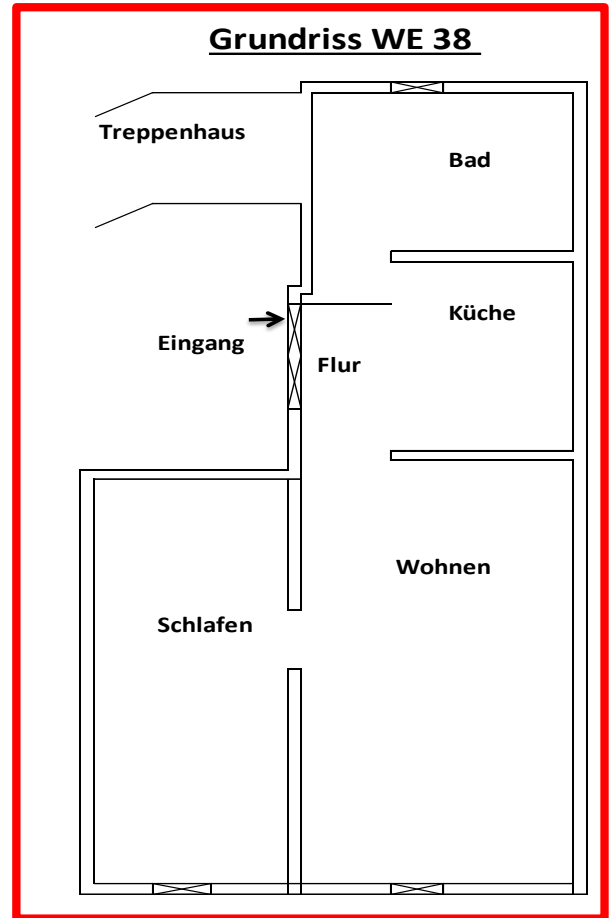 Grundriss WE 38
Treppenhaus
Bad
Küche
Eingang
Flur
Wohnen
Schlafen